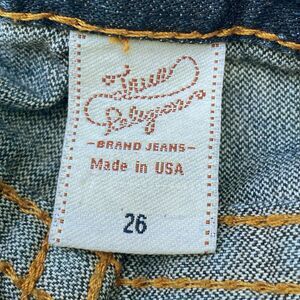 True
Religion
- BRAND JEANS -
Made in USA
26